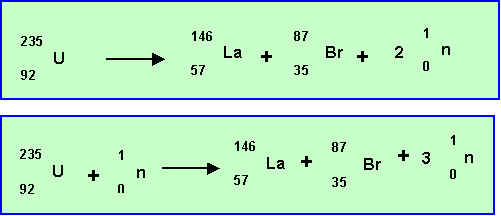 235 92 U → 146 57 La + 87 35 Br + 2 1 0 n
235 92 U + 1 0 n → 146 57 La + 87 35 Br + 3 1 0 n